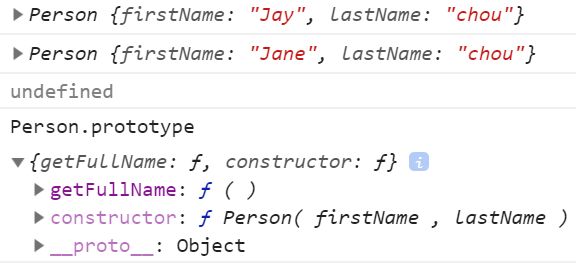 ▶ Person {firstName: "Jay", lastName: "chou"}
▶ Person {firstName: "Jane", lastName: "chou"}
undefined
Person.prototype
▼ {getFullName: ƒ, constructor: ƒ} i
▶ getFullName: ƒ ( )
▶ constructor: ƒ Person( firstName , lastName )
▶ __proto__: Object